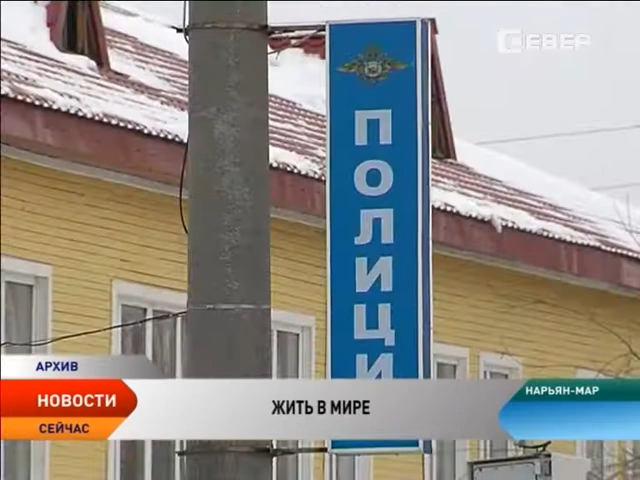 СЕВЕР
ПОЛИЦИ
АРХИВ
НОВОСТИ
СЕЙЧАС
ЖИТЬ В МИРЕ
НАРЬЯН-МАР